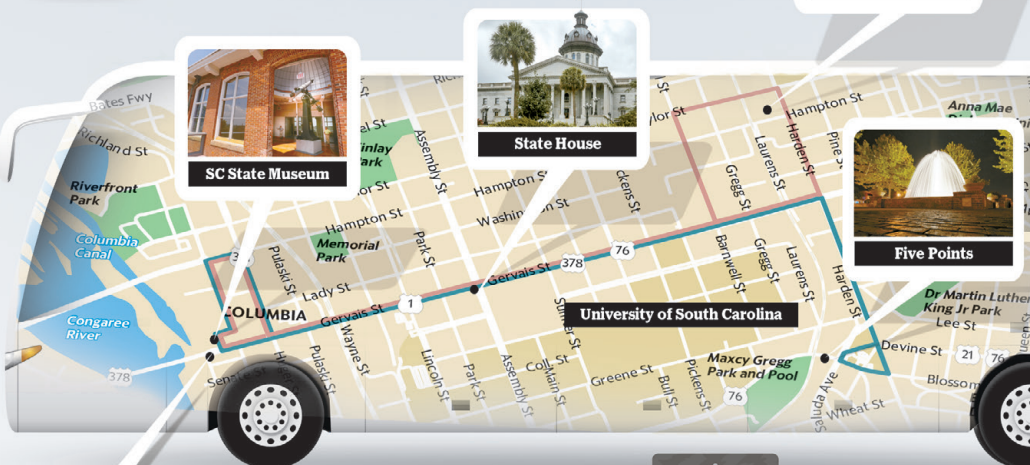 Bates Fwy
Richland St
Riverfront
Park
Columbia
Canal
Congaree
River
378
SC State Museum
State House
Five Points
University of South Carolina
COLUMBIA
Memorial
Park
Park
Assembly St
Hampton St
Hampton St
Washington St
Park St
Pulaski St
Lady St
Gervais St
1
Gervais St
378
76
Wayne St
Pulaski St
Senate St
Lincoln St
Park St
Assembly St
Main St
Greene St
Bull St
Pickens St
76
Maxcy Gregg
Park and Pool
Barnwell St
Gregg St
Laurens St
Harden St
Gregg St
Laurens St
Harden St
Hampton St
Anna Mae
Dr Martin Luther
King Jr Park
Lee St
Devine St
21
76
Blossom
Saluda Ave
Wheat St